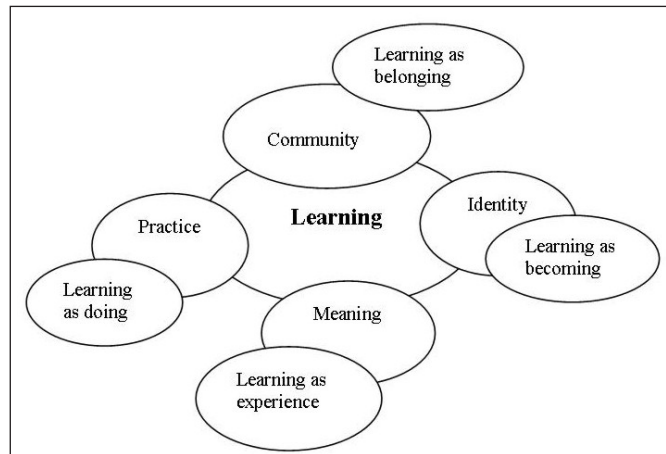 Learning as
belonging
Community
Learning
Identity
Practice
Learning as
becoming
Learning
as doing
Meaning
Learning as
experience